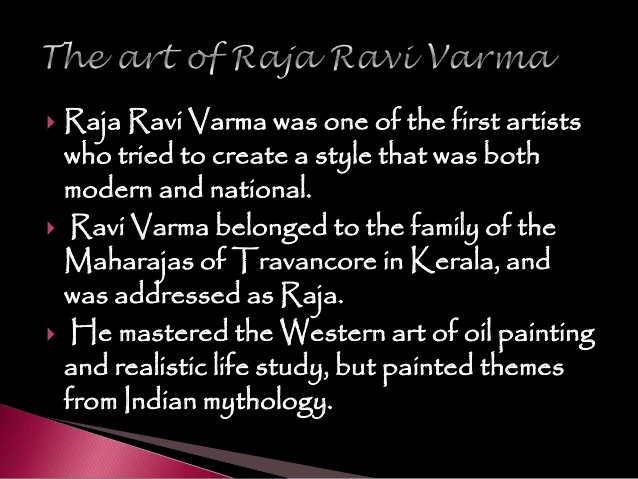 The art of Raja Ravi Varma
Raja Ravi Varma was one of the first artists
who tried to create a style that was both
modern and national.
Ravi Varma belonged to the family of the
Maharajas of Travancore in Kerala, and
was addressed as Raja.
He mastered the Western art of oil painting
and realistic life study, but painted themes
from Indian mythology.